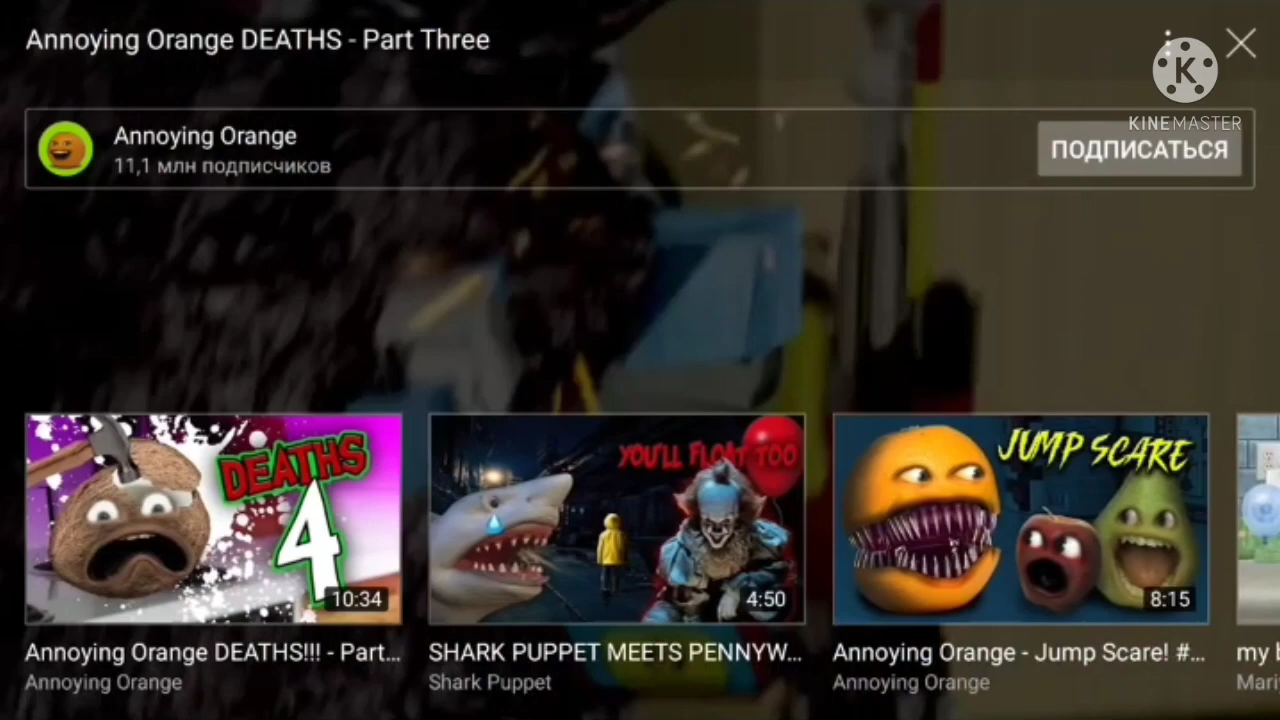 Annoying Orange DEATHS - Part Three
K
KINEMASTER
Annoying Orange
11,1 млн подписчиков
ПОДПИСАТЬСЯ
DEATHS
4
10:34
YOU'LL FLOAT TOO
4:50
JUMP SCARE
8:15
Annoying Orange DEATHS!!! - Part...
Annoying Orange
SHARK PUPPET MEETS PENNYW...
Shark Puppet
Annoying Orange - Jump Scare! #...
Annoying Orange
my
Mari